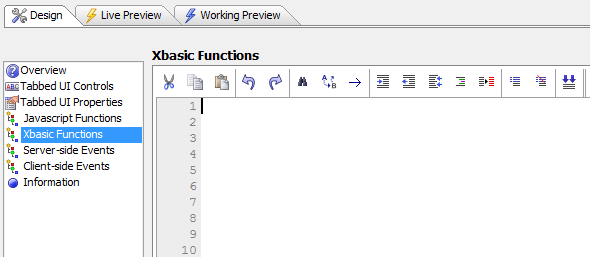 Design
Live Preview
Working Preview
Xbasic Functions
Overview
ABC
Tabbed UI Controls
Tabbed UI Properties
Javascript Functions
Xbasic Functions
Server-side Events
Client-side Events
Information
A
B
1
2
3
4
5
6
7
8
9
10